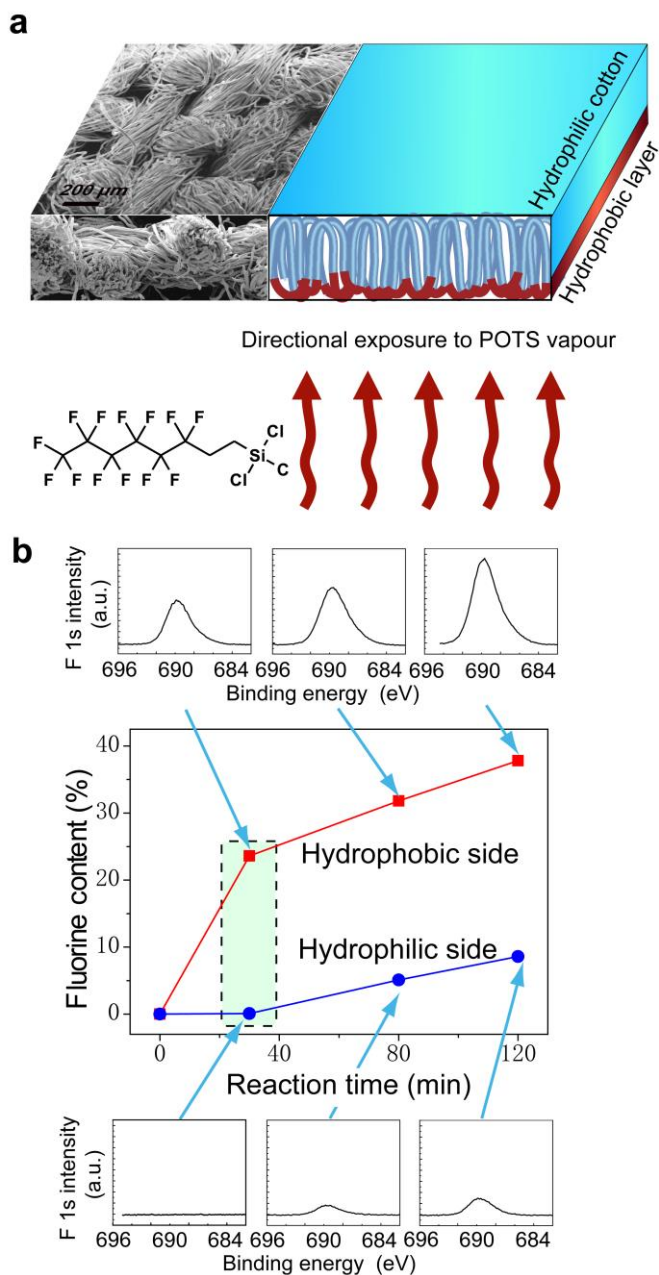 a
200 µm
Hydrophilic cotton
Hydrophobic layer
Directional exposure to POTS vapour
F F F F F F
F
F F F F F F
Cl
Si
C
Cl
b
F 1s intensity
(a.u.)
696 690 684 696 690 684 696 690 684
Binding energy (eV)
Fluorine content (%)
40
30
20
10
0
Hydrophobic side
Hydrophilic side
0 40 80 120
Reaction time (min)
F 1s intensity
(a.u.)
696 690 684 696 690 684 696 690 684
Binding energy (eV)